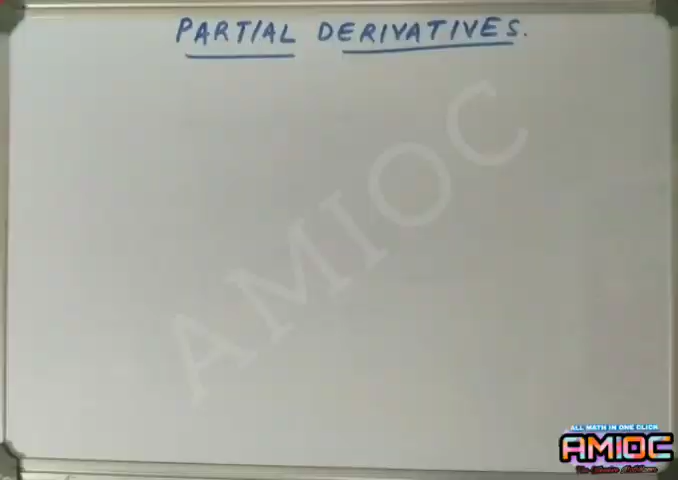 PARTIAL DERIVATIVES.
AMIOC
ALL MATH IN ONE CLICK
AMIOC